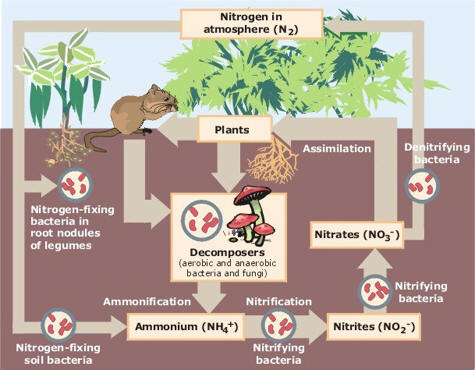 Nitrogen in
atmosphere (N₂)
Plants
Assimilation
Denitrifying
bacteria
Nitrogen-fixing
bacteria in
root nodules
of legumes
Decomposers
(aerobic and anaerobic
bacteria and fungi)
Nitrates (NO₃⁻)
Ammonification
Nitrification
Nitrifying
bacteria
Ammonium (NH₄⁺)
Nitrites (NO₂⁻)
Nitrogen-fixing
soil bacteria
Nitrifying
bacteria